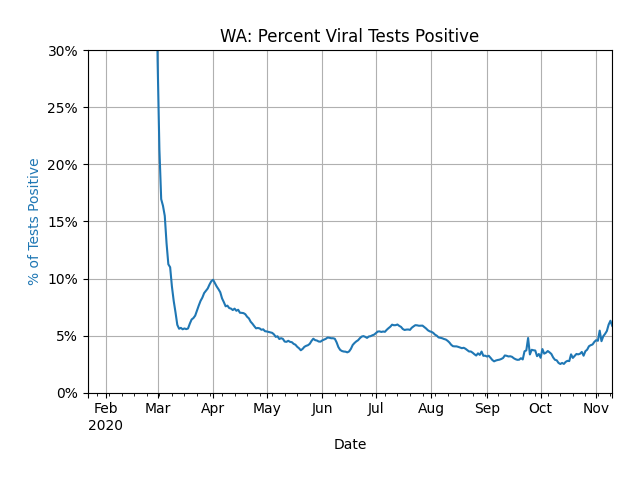 WA: Percent Viral Tests Positive
30%
25%
20%
15%
10%
5%
0%
% of Tests Positive
Feb Mar Apr May Jun Jul Aug Sep Oct Nov
2020
Date